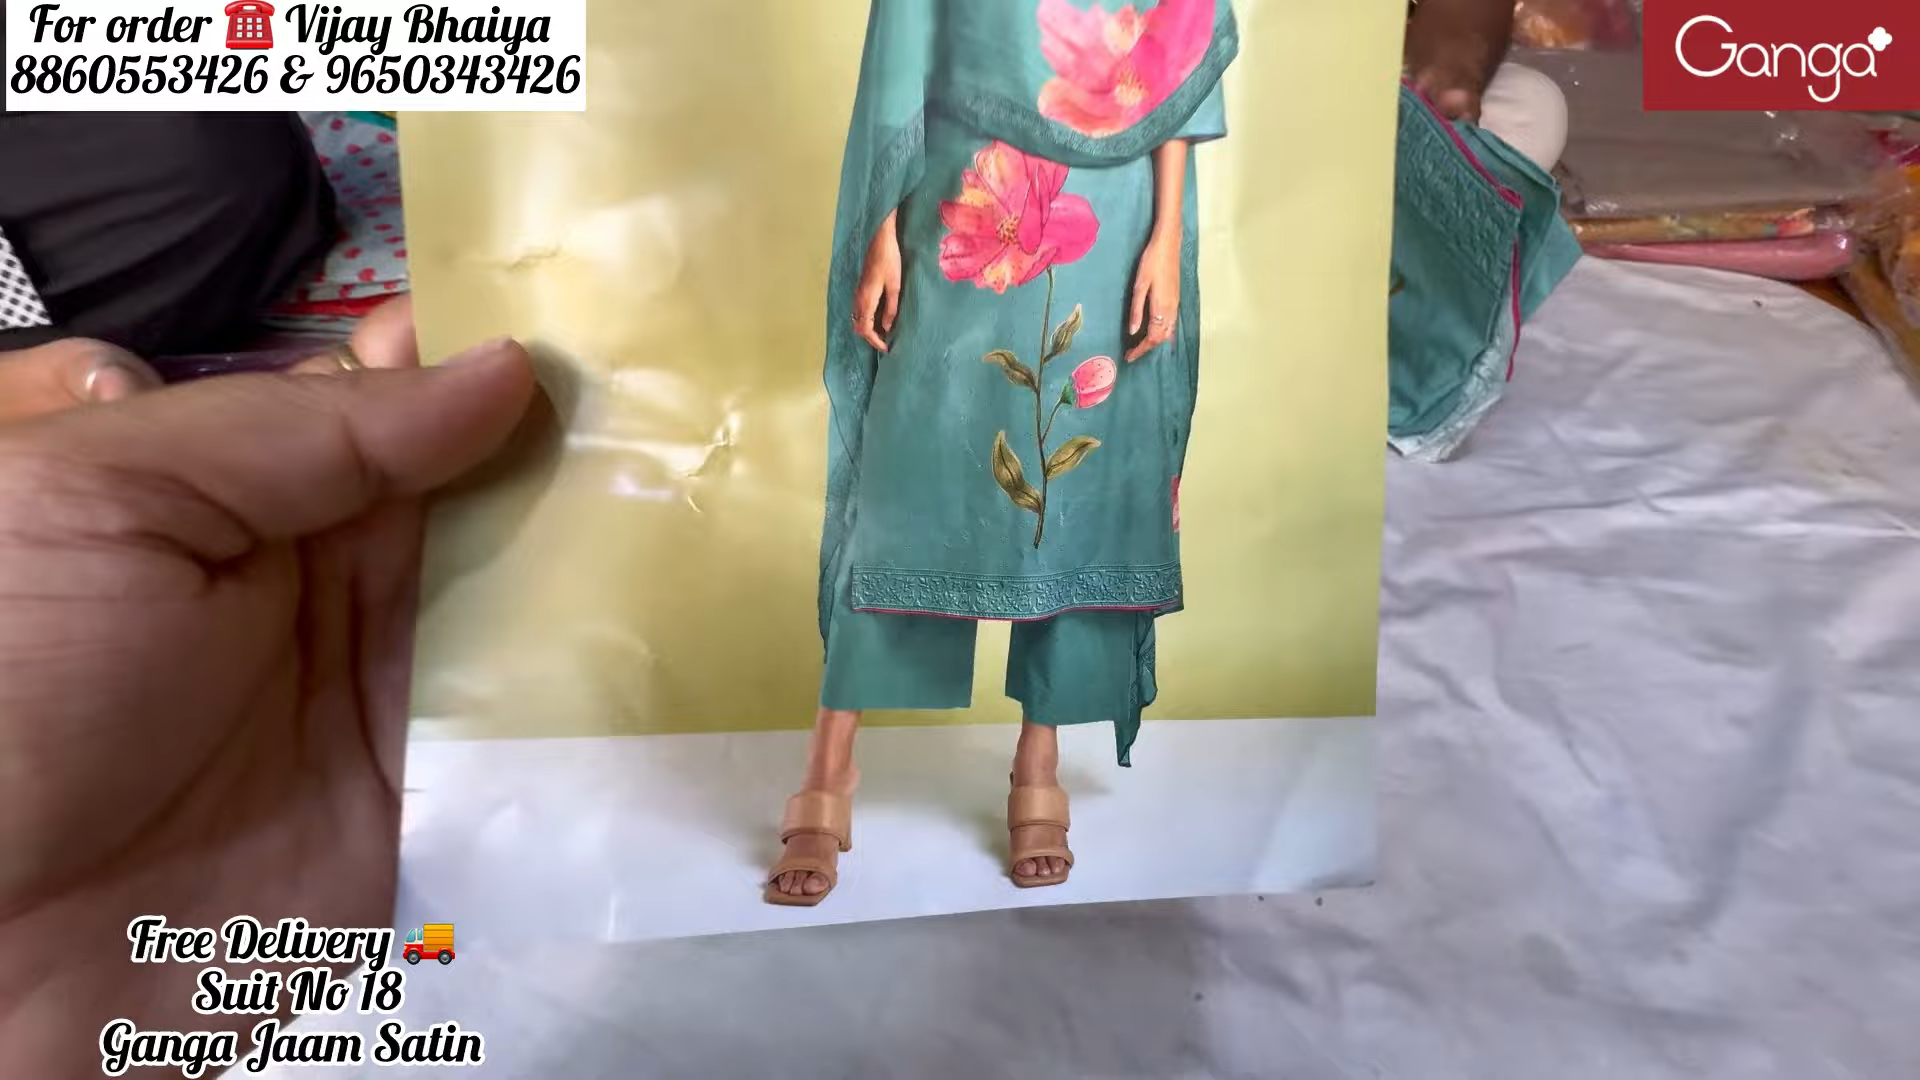 For order ☎️ Vijay Bhaiya
8860553426 & 9650343426
Ganga
Free Delivery 🚚
Suit No 18
Ganga Jaam Satin